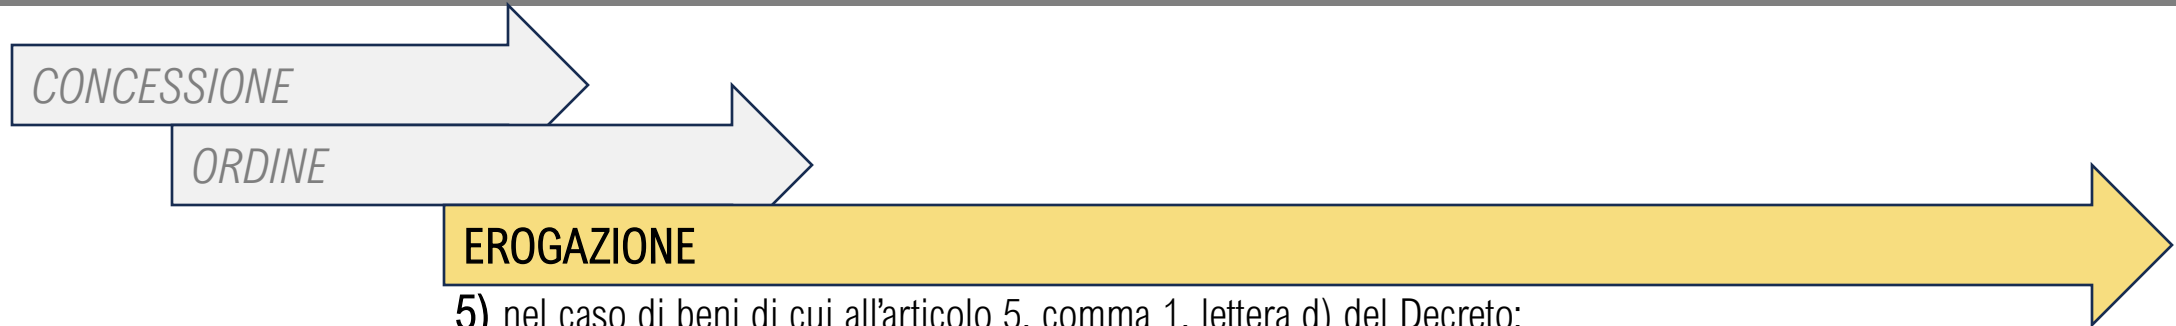 CONCESSIONE
ORDINE
EROGAZIONE
5) nel caso di beni di cui all'articolo 5, comma 1, lettera d) del Decreto: